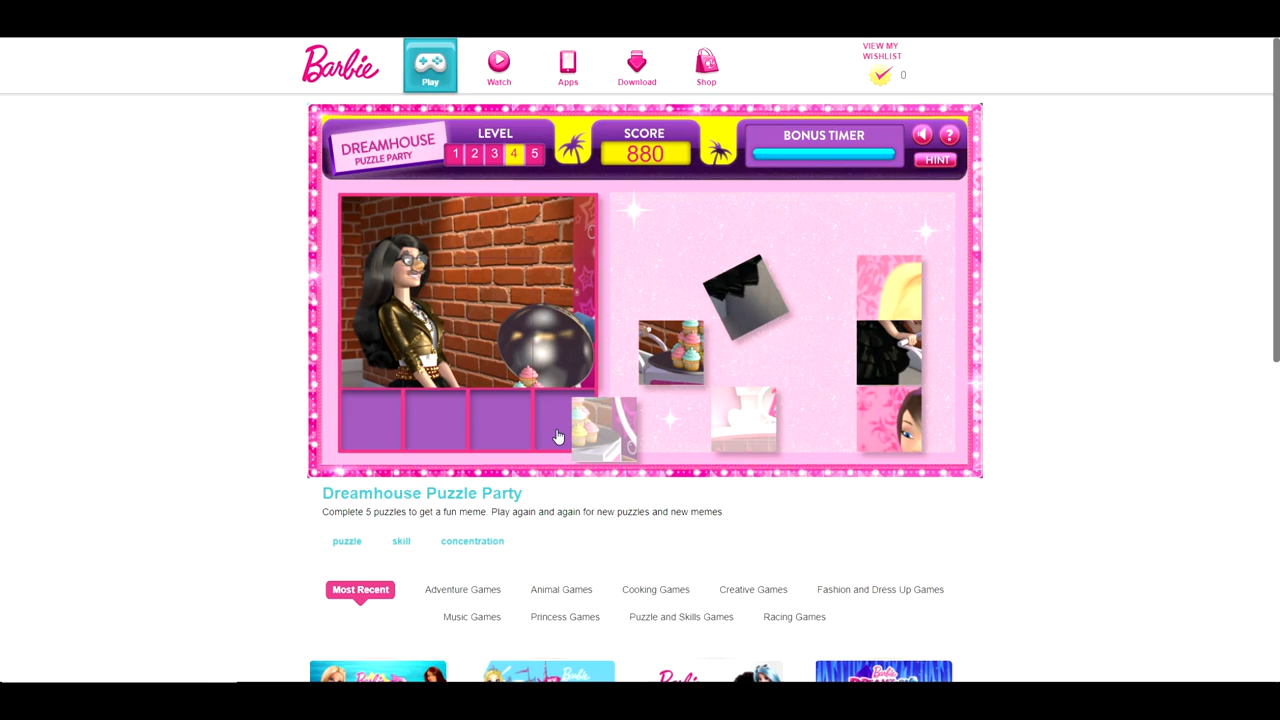 Barbie
Play
Watch
Apps
Download
Shop
VIEW MY
WISHLIST
0
DREAMHOUSE
PUZZLE PARTY
LEVEL
1 2 3 4 5
SCORE
880
BONUS TIMER
?
HINT
Dreamhouse Puzzle Party
Complete 5 puzzles to get a fun meme. Play again and again for new puzzles and new memes.
puzzle skill concentration
Most Recent Adventure Games Animal Games Cooking Games Creative Games Fashion and Dress Up Games
Music Games Princess Games Puzzle and Skills Games Racing Games
Barbie
Barbie
Barbie